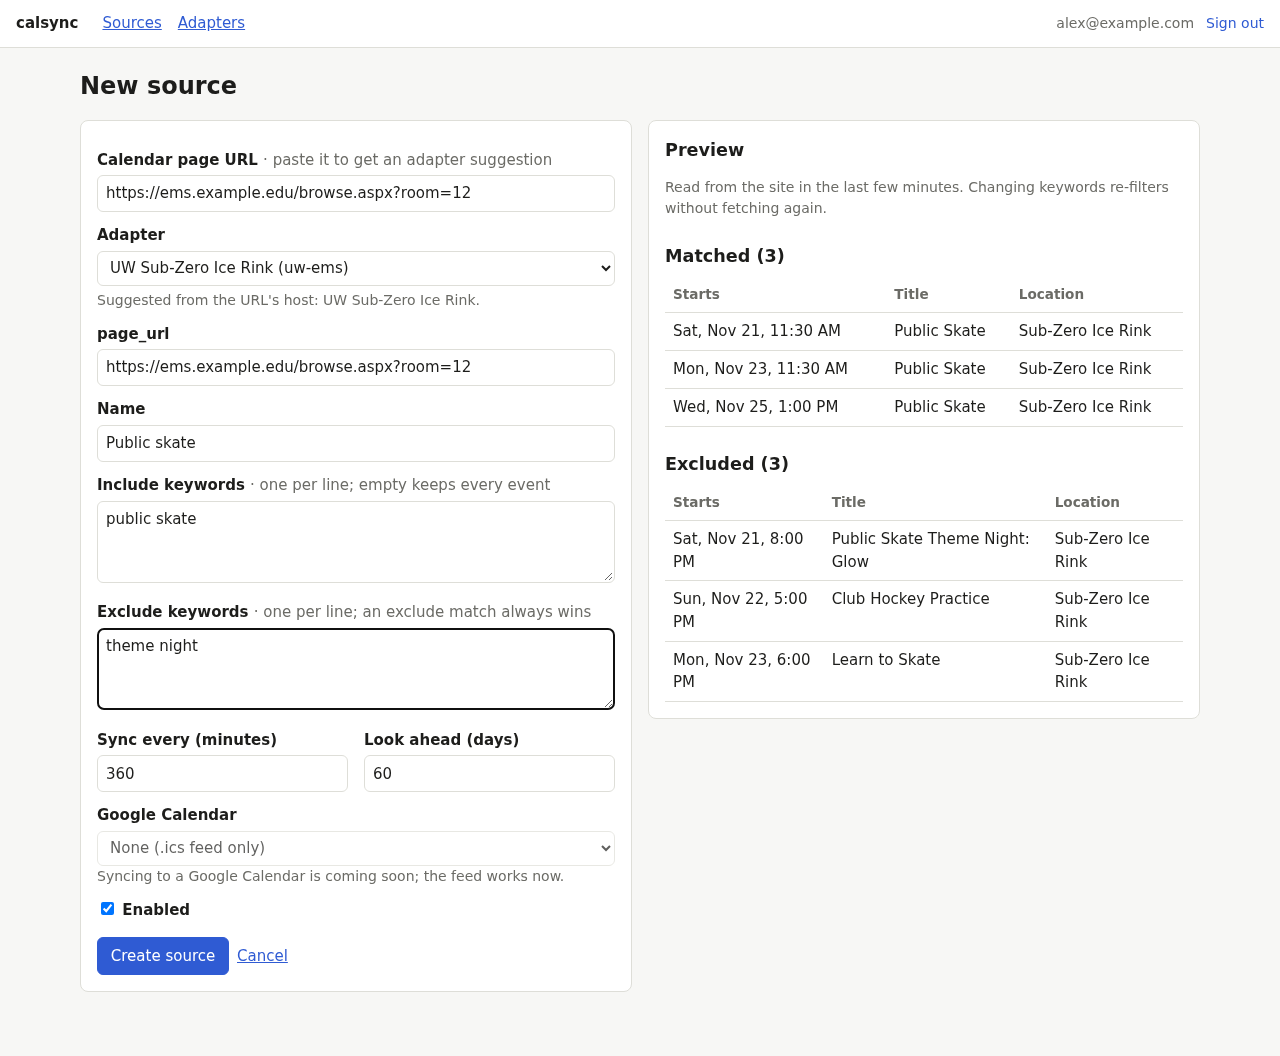 calsync Sources Adapters alex@example.com Sign out
New source
Calendar page URL · paste it to get an adapter suggestion
https://ems.example.edu/browse.aspx?room=12
Adapter
UW Sub-Zero Ice Rink (uw-ems)
Suggested from the URL's host: UW Sub-Zero Ice Rink.
page_url
https://ems.example.edu/browse.aspx?room=12
Name
Public skate
Include keywords · one per line; empty keeps every event
public skate
Exclude keywords · one per line; an exclude match always wins
theme night
Sync every (minutes) Look ahead (days)
360 60
Google Calendar
None (.ics feed only)
Syncing to a Google Calendar is coming soon; the feed works now.
Enabled
Create source Cancel
Preview
Read from the site in the last few minutes. Changing keywords re-filters
without fetching again.
Matched (3)
Starts Title Location
Sat, Nov 21, 11:30 AM Public Skate Sub-Zero Ice Rink
Mon, Nov 23, 11:30 AM Public Skate Sub-Zero Ice Rink
Wed, Nov 25, 1:00 PM Public Skate Sub-Zero Ice Rink
Excluded (3)
Starts Title Location
Sat, Nov 21, 8:00 Public Skate Theme Night: Sub-Zero Ice
PM Glow Rink
Sun, Nov 22, 5:00 Club Hockey Practice Sub-Zero Ice
PM Rink
Mon, Nov 23, 6:00 Learn to Skate Sub-Zero Ice
PM Rink